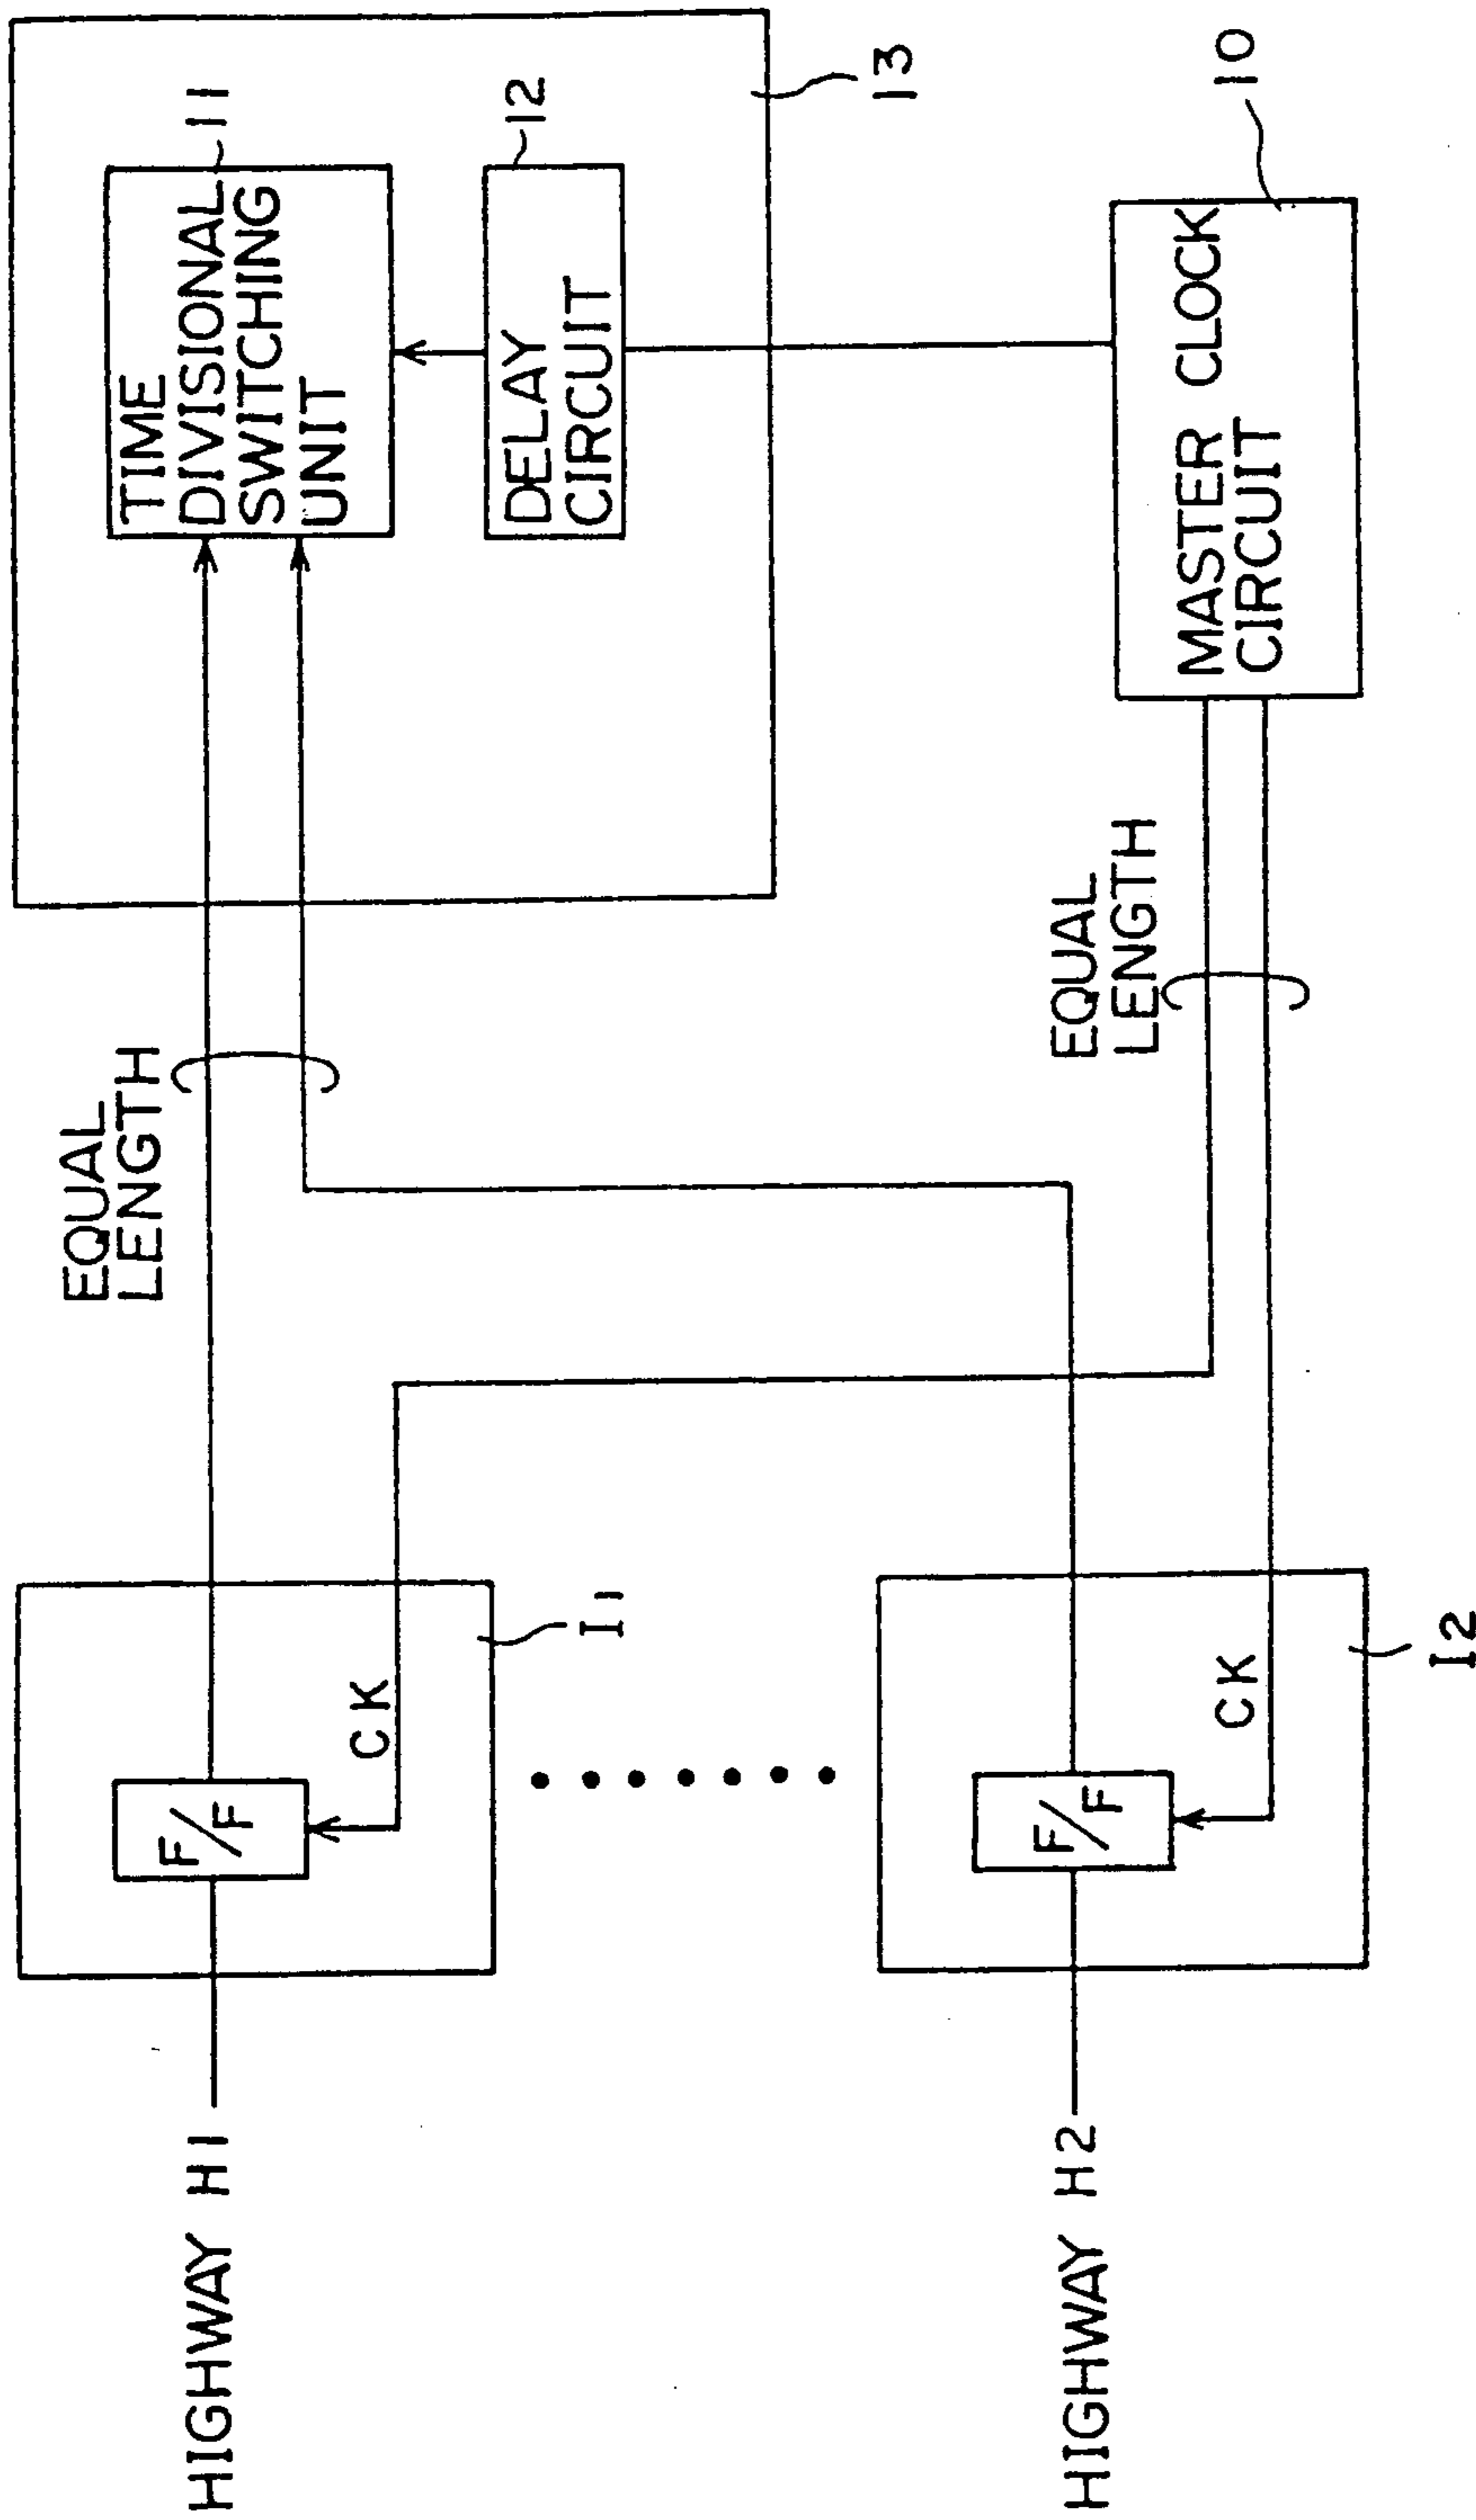 HIGHWAY H1
F/F
CK
I1
EQUAL
LENGTH
TIME
DIVISIONAL
SWITCHING
UNIT
11
DELAY
CIRCUIT
12
13
HIGHWAY H2
F/F
CK
I2
EQUAL
LENGTH
MASTER CLOCK
CIRCUIT
10